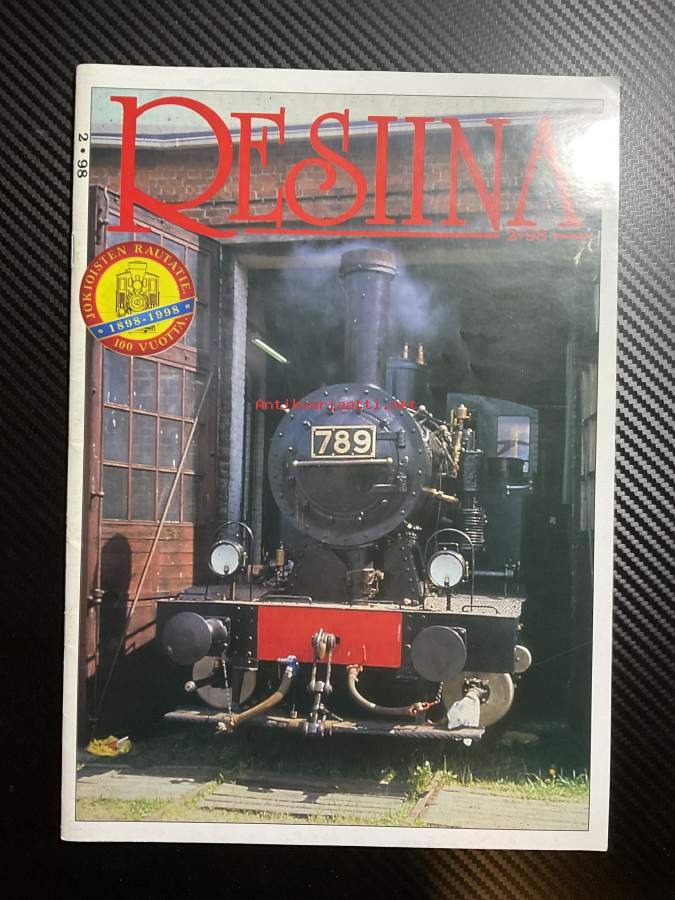 RESIINA
2•98
2 • 98
JOKIOISTEN RAUTATIE
• 1898-1998 •
100 VUOTTA
Antikvariaatti.net
789